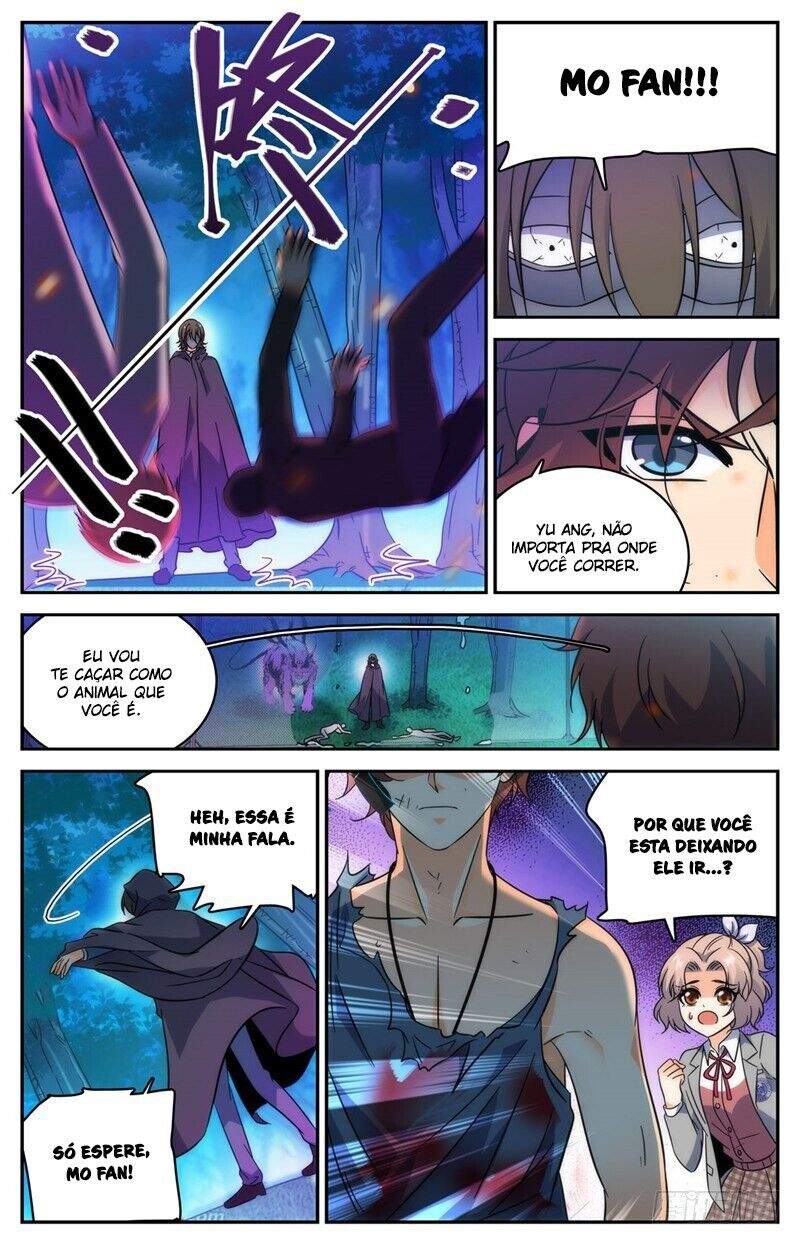 咚
!!
MO FAN!!!
YU ANG, NÃO
IMPORTA PRA ONDE
VOCÊ CORRER.
EU VOU
TE CAÇAR COMO
O ANIMAL QUE
VOCÊ É.
HEH, ESSA É
MINHA FALA.
SÓ ESPERE,
MO FAN!
POR QUE VOCÊ
ESTA DEIXANDO
ELE IR...?